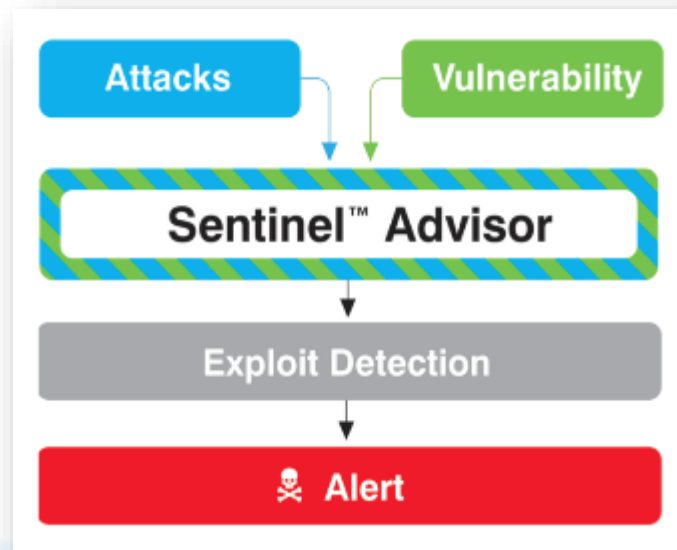 Attacks
Vulnerability
Sentinel™ Advisor
Exploit Detection
Alert